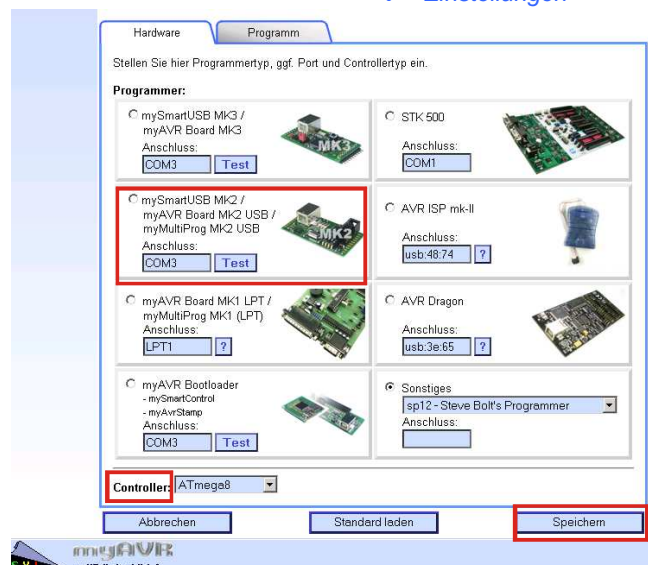 Einstellungen
Hardware
Programm
Stellen Sie hier Programmertyp, ggf. Port und Controllertyp ein.
Programmer:
mySmartUSB MK3 /
myAVR Board MK3
Anschluss:
COM3 Test
MK3
STK 500
Anschluss:
COM1
mySmartUSB MK2 /
myAVR Board MK2 USB /
myMultiProg MK2 USB
Anschluss:
COM3 Test
MK2
AVR ISP mk-II
Anschluss:
usb:48:74 ?
myAVR Board MK1 LPT /
myMultiProg MK1 (LPT)
Anschluss:
LPT1 ?
AVR Dragon
Anschluss:
usb:3e:65 ?
myAVR Bootloader
- mySmartControl
- myAvrStamp
Anschluss:
COM3 Test
Sonstiges
sp12 - Steve Bolt's Programmer
Anschluss:
Controller: ATmega8
Abbrechen
Standard laden
Speichern
myAVR